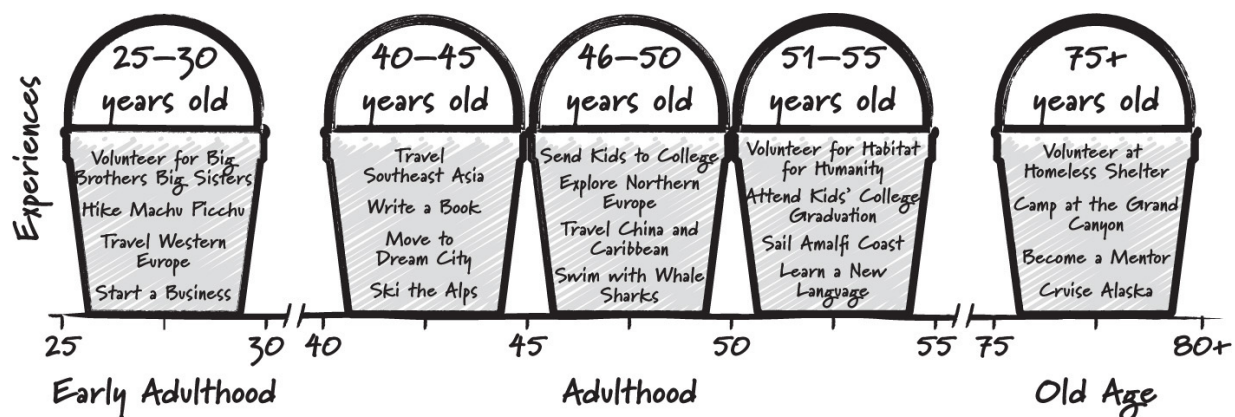 Experiences
25–30
years old
Volunteer for Big
Brothers Big Sisters
Hike Machu Picchu
Travel Western
Europe
Start a Business
40–45
years old
Travel
Southeast Asia
Write a Book
Move to
Dream City
Ski the Alps
46–50
years old
Send Kids to College
Explore Northern
Europe
Travel China and
Caribbean
Swim with Whale
Sharks
51–55
years old
Volunteer for Habitat
for Humanity
Attend Kids' College
Graduation
Sail Amalfi Coast
Learn a New
Language
75+
years old
Volunteer at
Homeless Shelter
Camp at the Grand
Canyon
Become a Mentor
Cruise Alaska
25 30 40 45 50 55 75 80+
Early Adulthood Adulthood Old Age